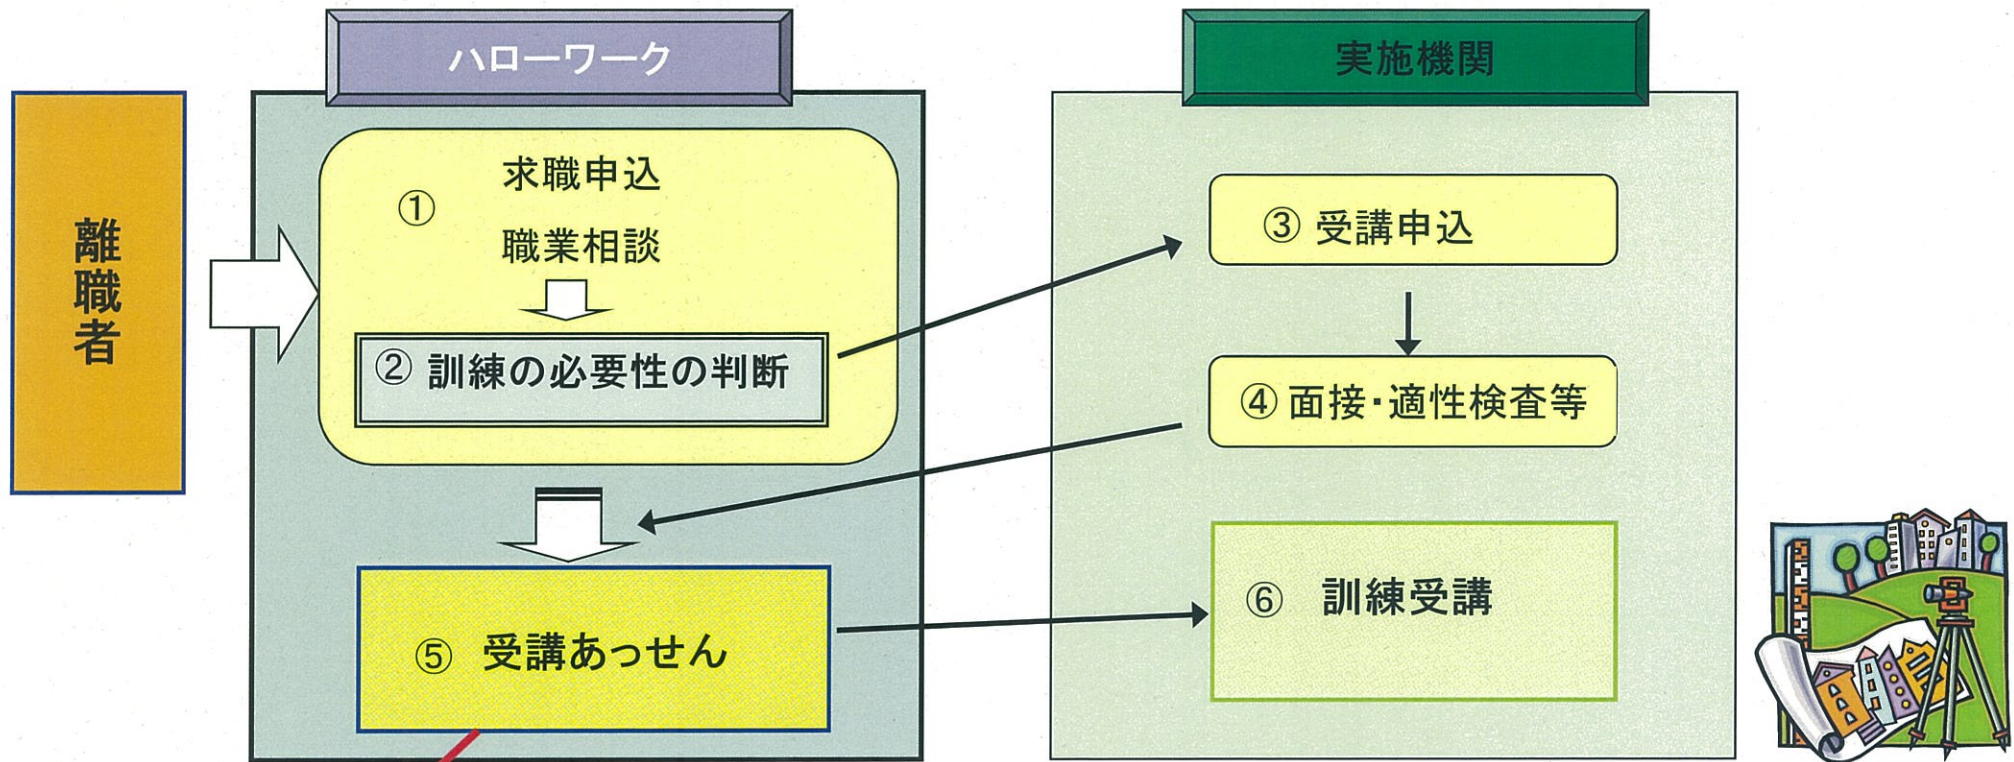 ハローワーク
実施機関
離職者
①
求職申込
職業相談
② 訓練の必要性の判断
③ 受講申込
④ 面接・適性検査等
⑤ 受講あっせん
⑥ 訓練受講